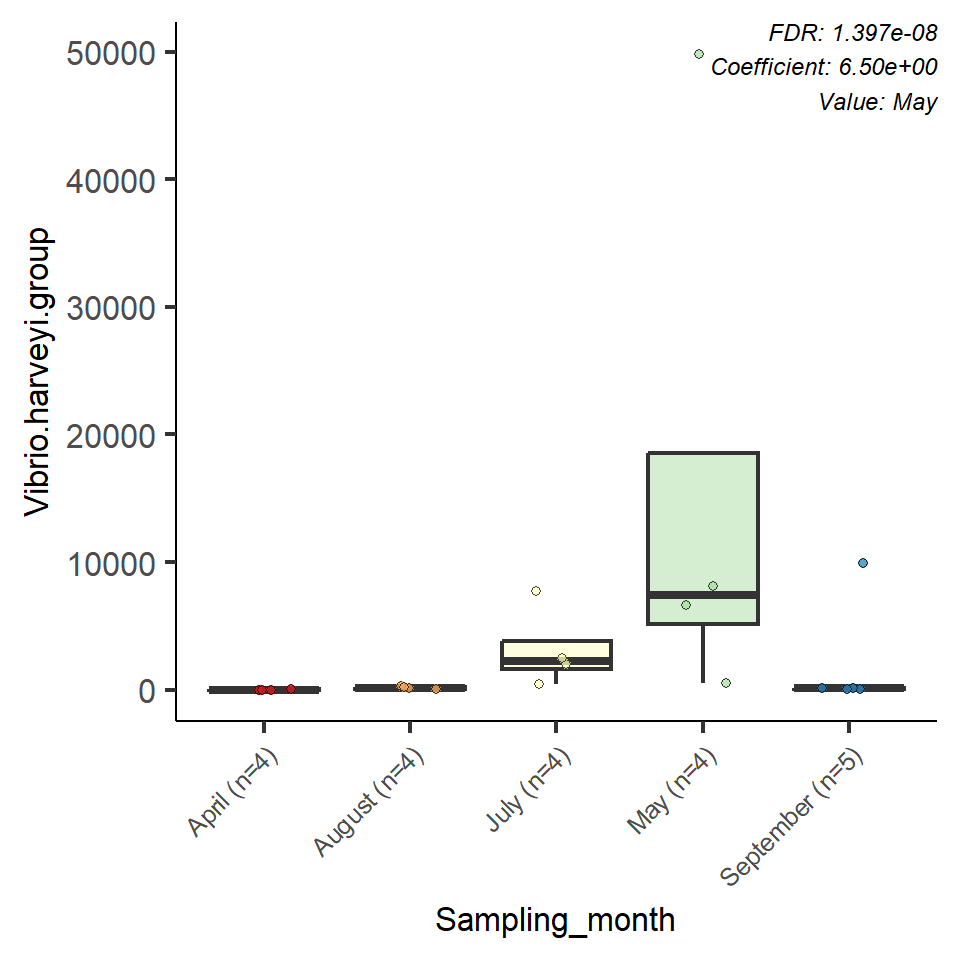 FDR: 1.397e-08
Coefficient: 6.50e+00
Value: May
Vibrio.harveyi.group
50000
40000
30000
20000
10000
0
April (n=4)
August (n=4)
July (n=4)
May (n=4)
September (n=5)
Sampling_month